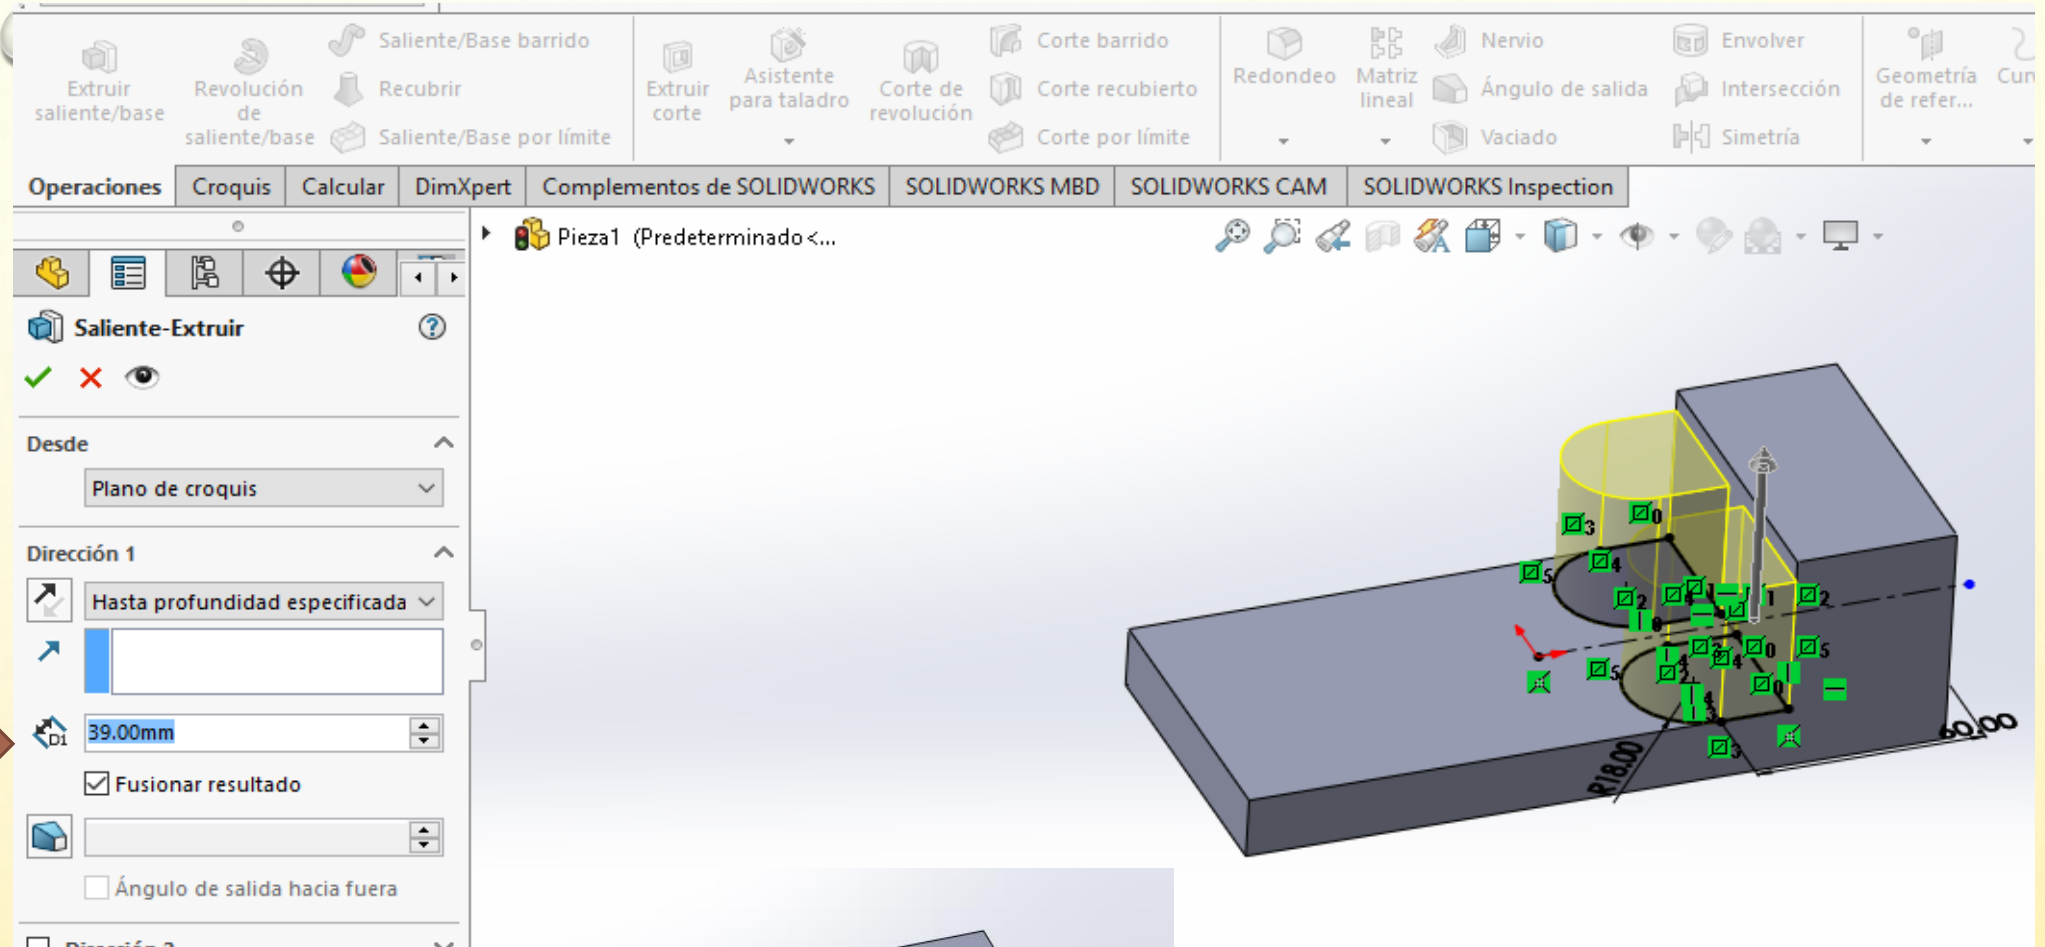 Extruir
saliente/base
Revolución
de
saliente/base
Saliente/Base barrido
Recubrir
Saliente/Base por límite
Extruir
corte
Asistente
para taladro
Corte de
revolución
Corte barrido
Corte recubierto
Corte por límite
Redondeo
Matriz
lineal
Nervio
Ángulo de salida
Vaciado
Envolver
Intersección
Simetría
Geometría
de refer...
Operaciones Croquis Calcular DimXpert Complementos de SOLIDWORKS SOLIDWORKS MBD SOLIDWORKS CAM SOLIDWORKS Inspection
Pieza1 (Predeterminado<...
Saliente-Extruir
Desde
Plano de croquis
Dirección 1
Hasta profundidad especificada
D1 39.00mm
Fusionar resultado
Ángulo de salida hacia fuera
R18.00
60.00